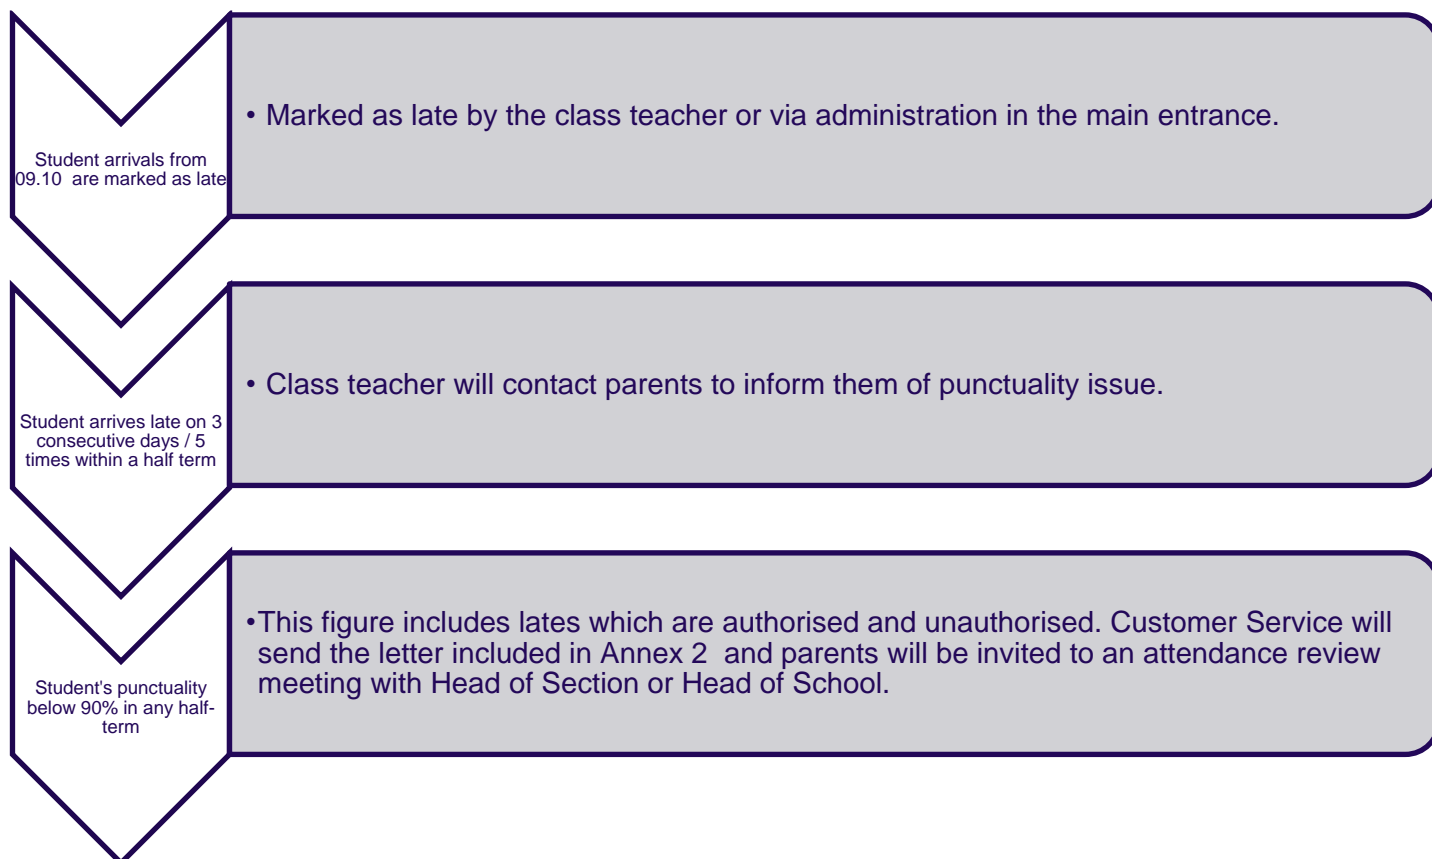 Student arrivals from
09.10 are marked as late
• Marked as late by the class teacher or via administration in the main entrance.
Student arrives late on 3
consecutive days / 5
times within a half term
• Class teacher will contact parents to inform them of punctuality issue.
Student's punctuality
below 90% in any half-
term
•This figure includes lates which are authorised and unauthorised. Customer Service will
send the letter included in Annex 2 and parents will be invited to an attendance review
meeting with Head of Section or Head of School.